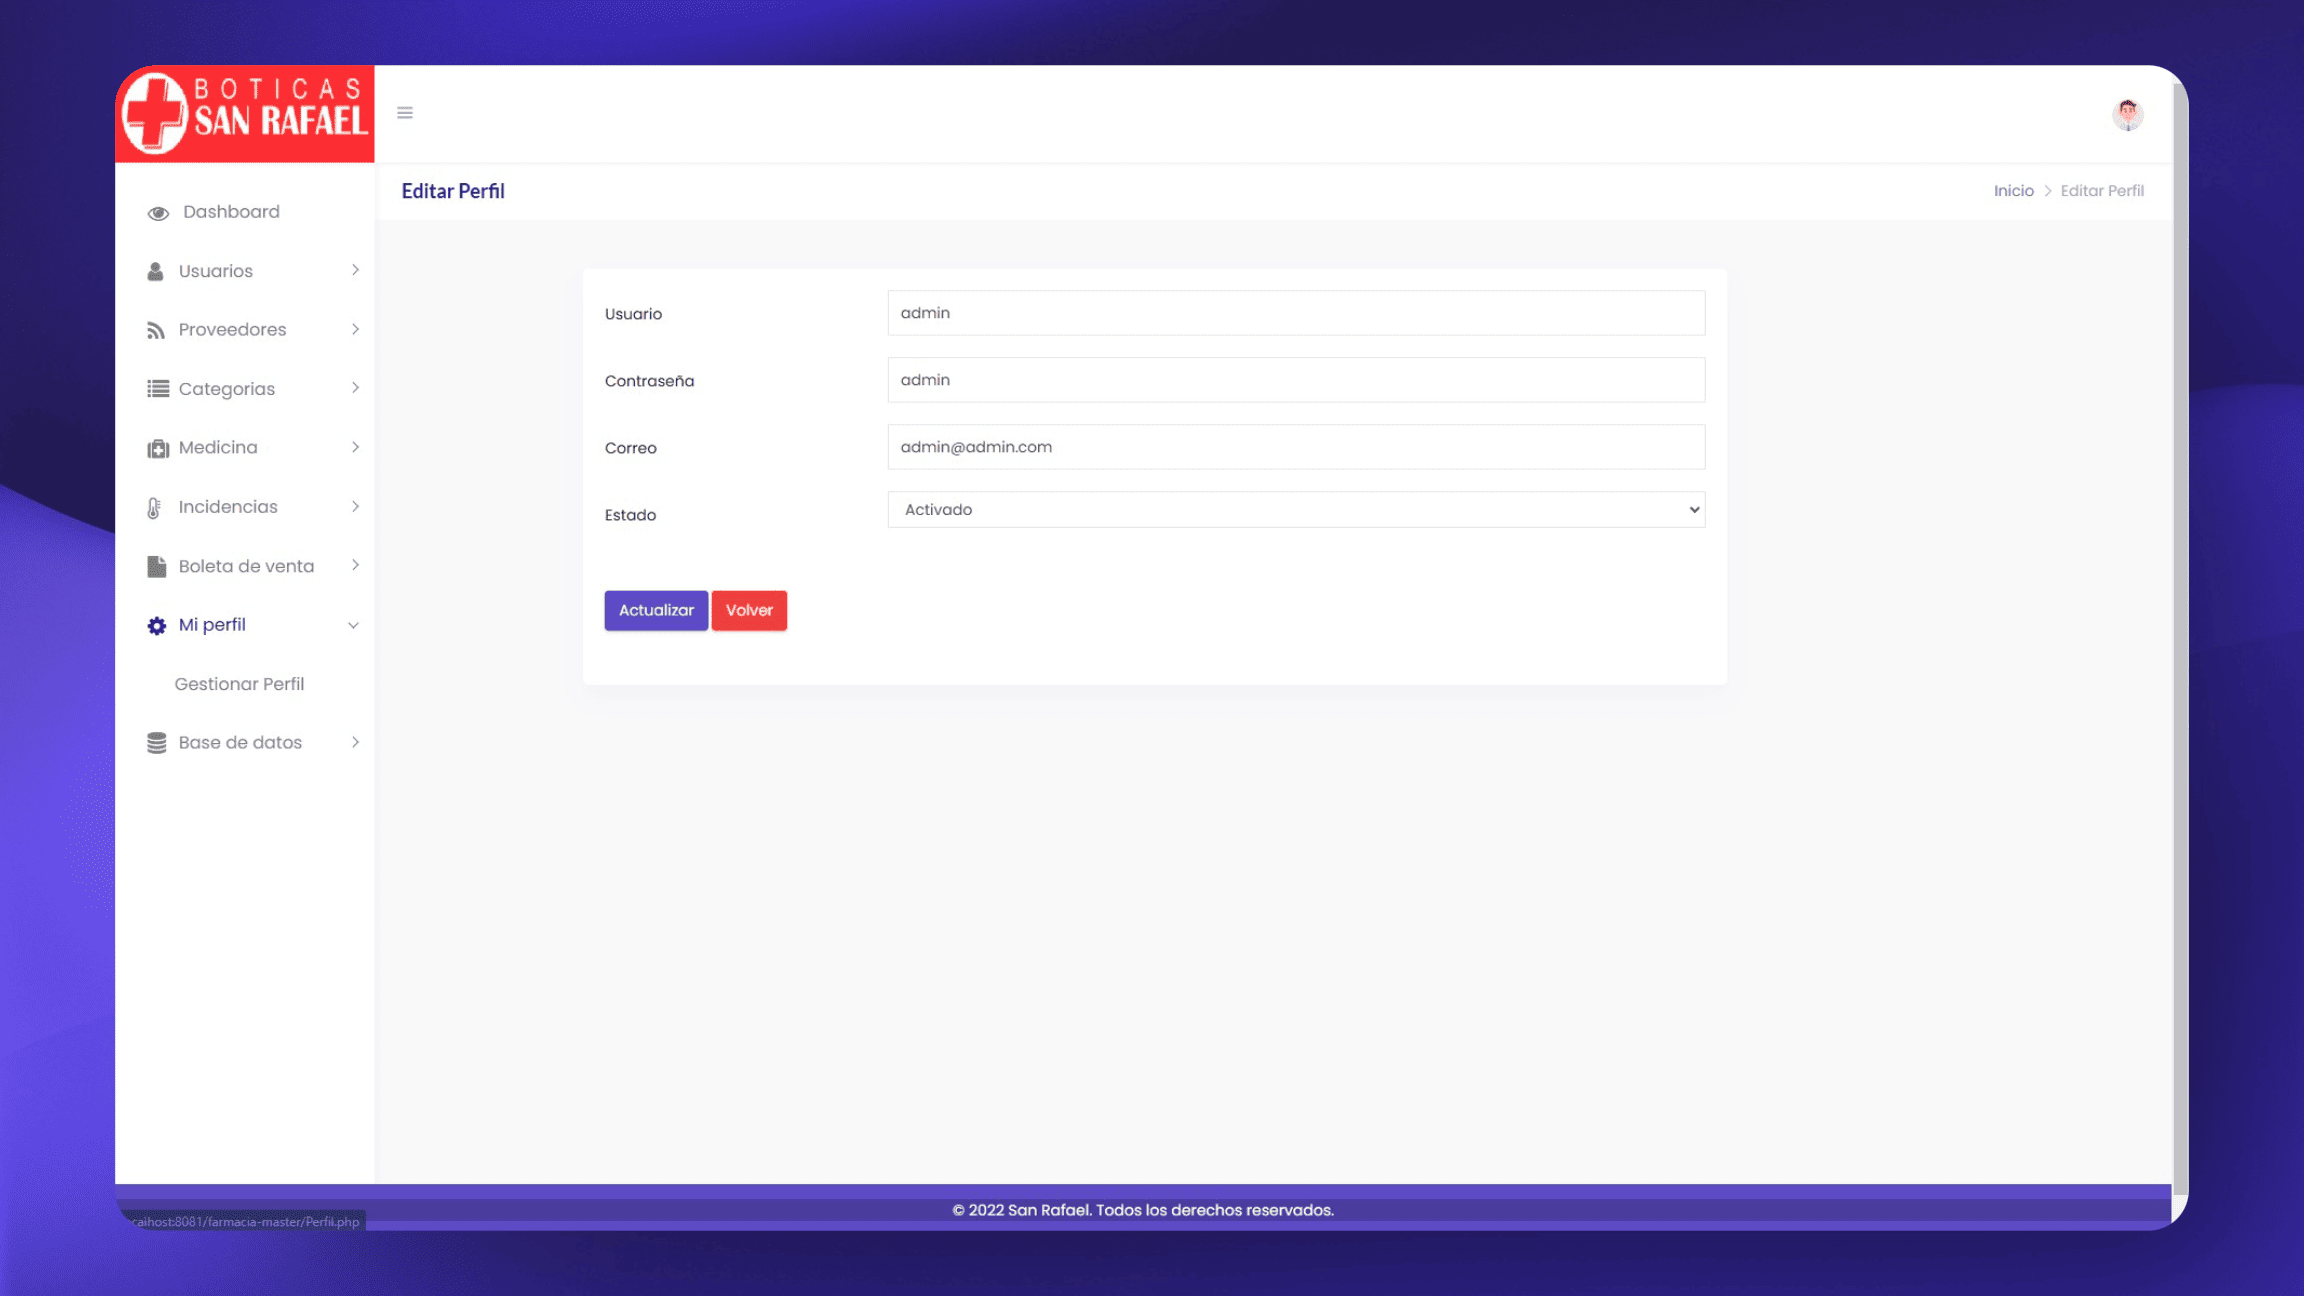 BOTICAS
SAN RAFAEL
Editar Perfil
Inicio > Editar Perfil
Dashboard
Usuarios
Proveedores
Categorias
Medicina
Incidencias
Boleta de venta
Mi perfil
Gestionar Perfil
Base de datos
Usuario
admin
Contraseña
admin
Correo
admin@admin.com
Estado
Activado
Actualizar
Volver
© 2022 San Rafael. Todos los derechos reservados.
calhost:8081/farmacia-master/Perfil.php